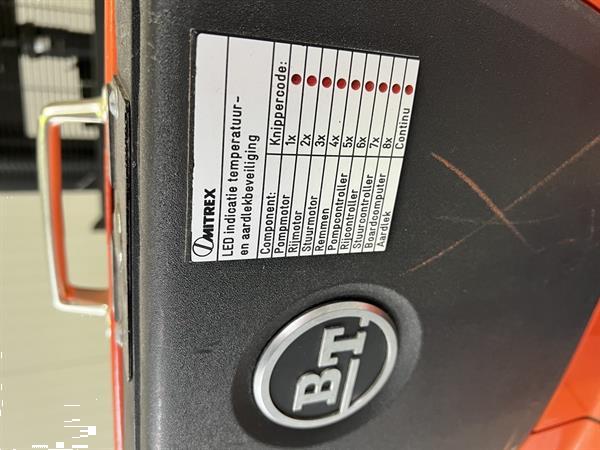 MITREX
LED indicatie temperatuur-
en aardlekbeveiliging
Component: Knippercode:
Pompmotor 1x
Rijmotor 2x
Stuurmotor 3x
Remmen 4x
Pompcontroller 5x
Rijcontroller 6x
Stuurcontroller 7x
Boardcomputer 8x
Aardlek Continu
BT